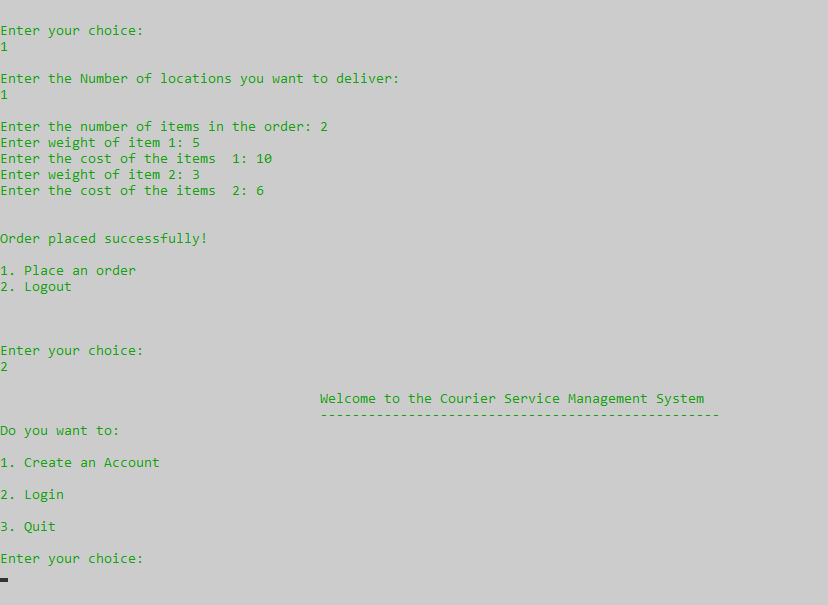 Enter your choice:
1
Enter the Number of locations you want to deliver:
1
Enter the number of items in the order: 2
Enter weight of item 1: 5
Enter the cost of the items  1: 10
Enter weight of item 2: 3
Enter the cost of the items  2: 6
Order placed successfully!
1. Place an order
2. Logout
Enter your choice:
2
Welcome to the Courier Service Management System
--------------------------------------------------
Do you want to:
1. Create an Account
2. Login
3. Quit
Enter your choice: